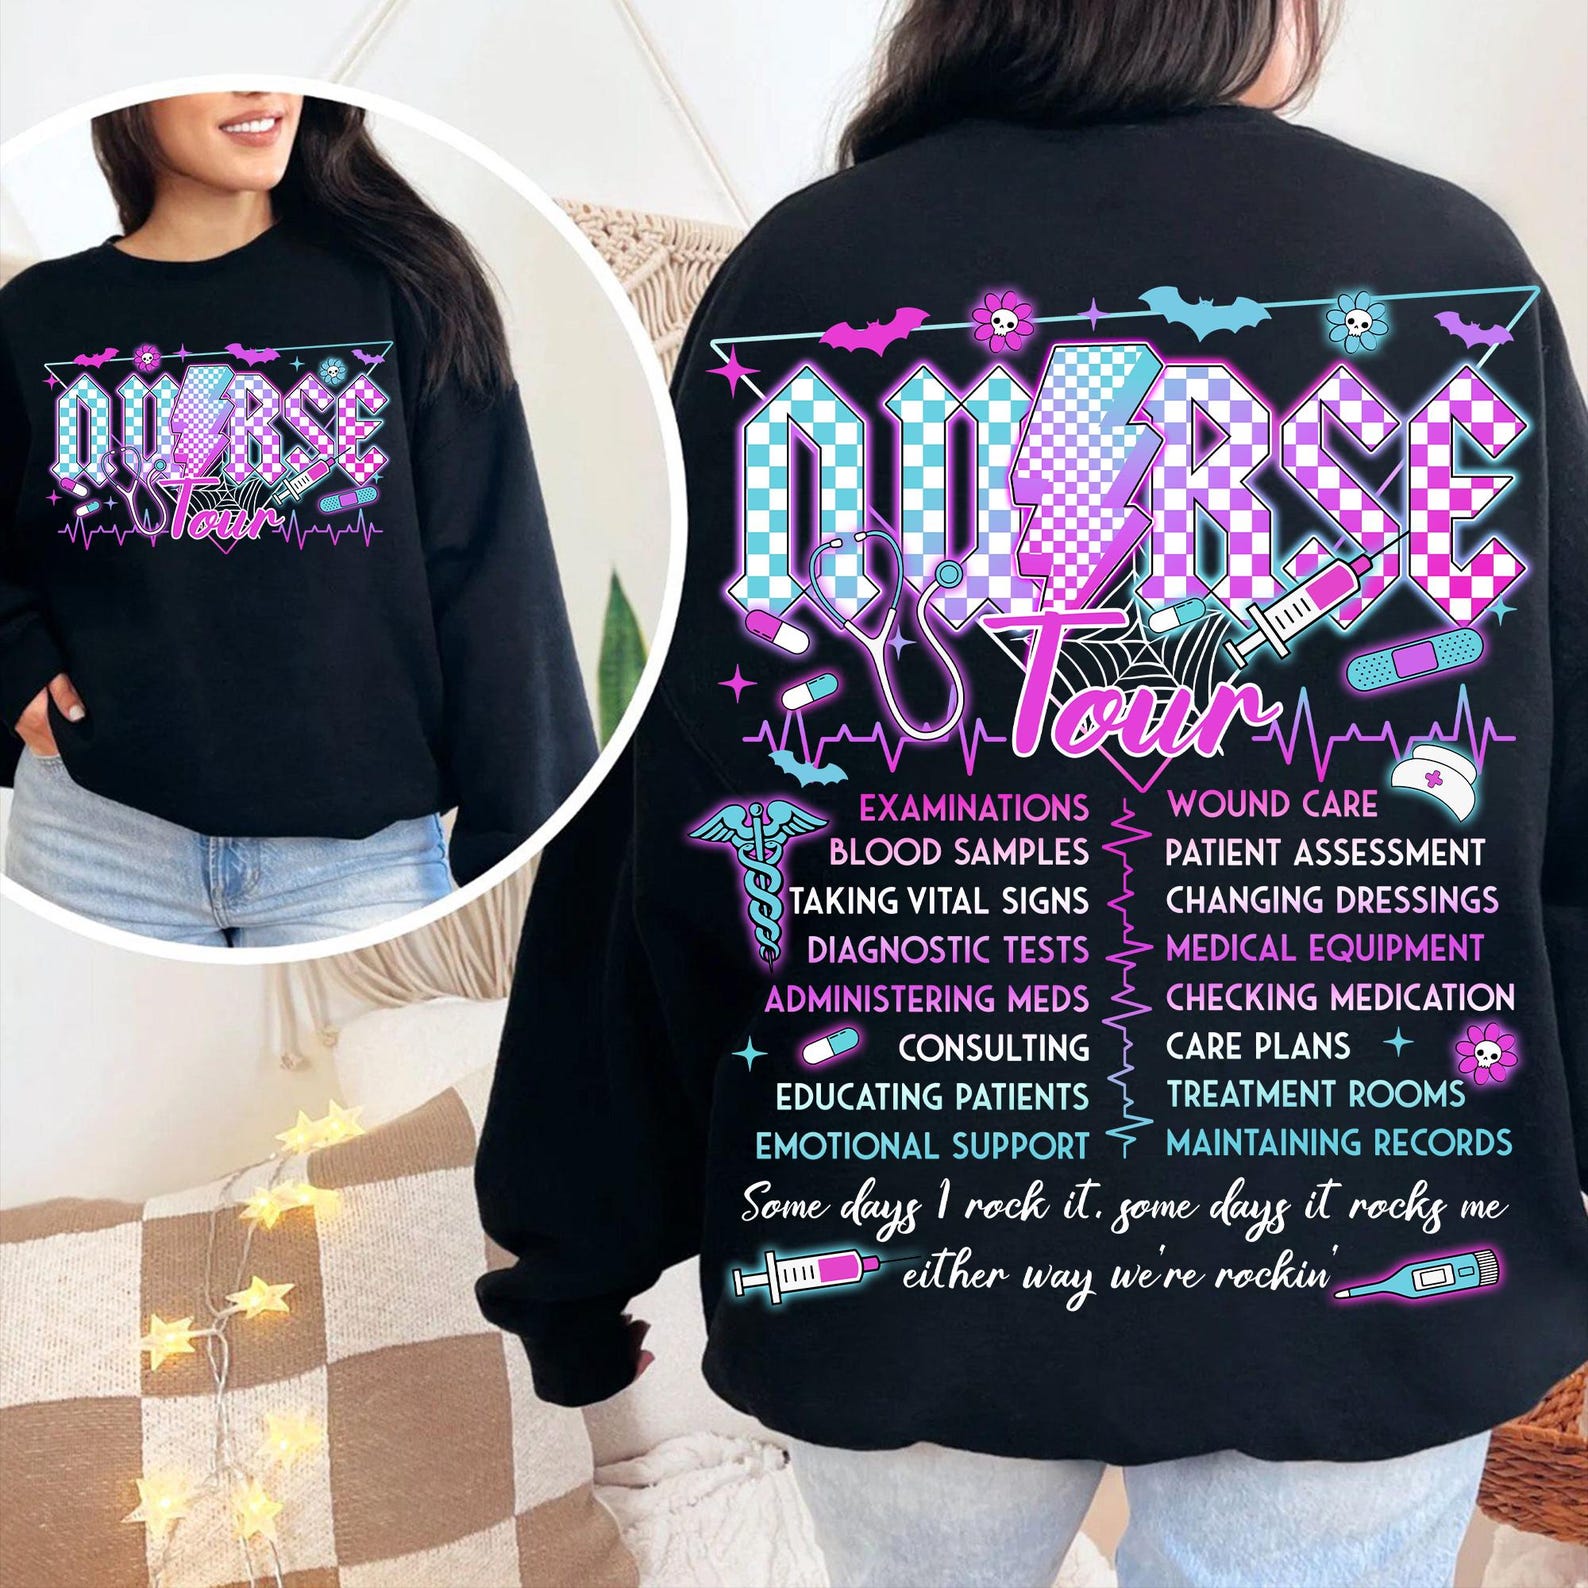 NURSE
Tour
NURSE
Tour
EXAMINATIONS
BLOOD SAMPLES
TAKING VITAL SIGNS
DIAGNOSTIC TESTS
ADMINISTERING MEDS
CONSULTING
EDUCATING PATIENTS
EMOTIONAL SUPPORT
WOUND CARE
PATIENT ASSESSMENT
CHANGING DRESSINGS
MEDICAL EQUIPMENT
CHECKING MEDICATION
CARE PLANS
TREATMENT ROOMS
MAINTAINING RECORDS
Some days I rock it. some days it rocks me
either way we're rockin'